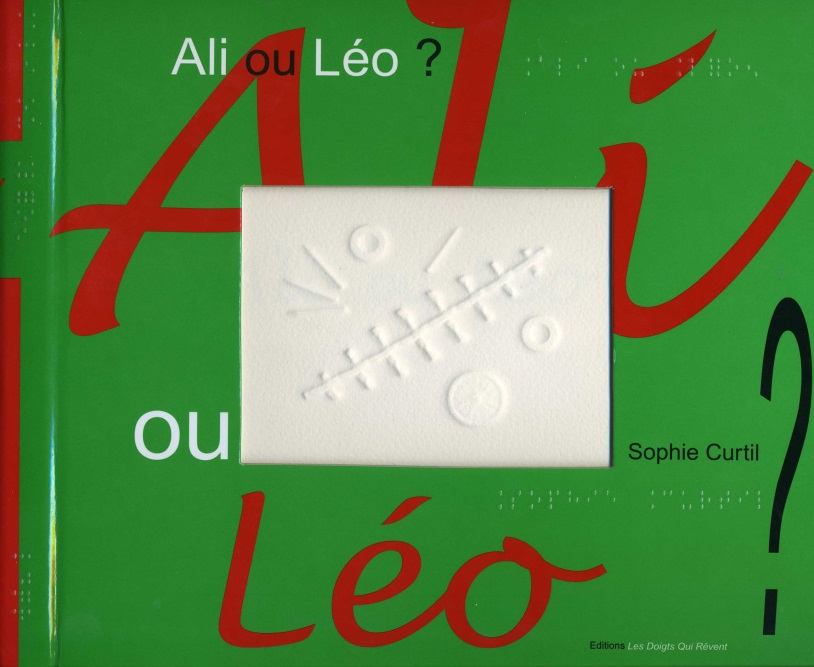 Ali ou Léo ?
Ali
ou
Sophie Curtil
?
Léo
Editions Les Doigts Qui Rêvent